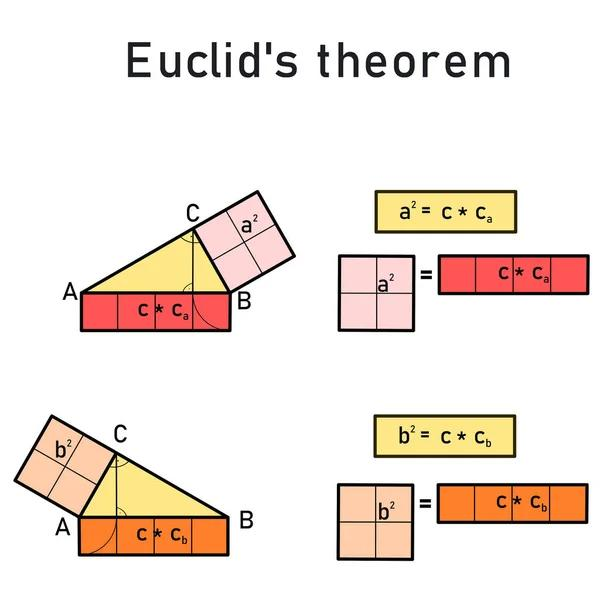 Euclid's theorem
C
a²
A
B
c * cₐ
a² = c * cₐ
a²
=
c * cₐ
C
b²
A
B
c * c_b
b² = c * c_b
b²
=
c * c_b